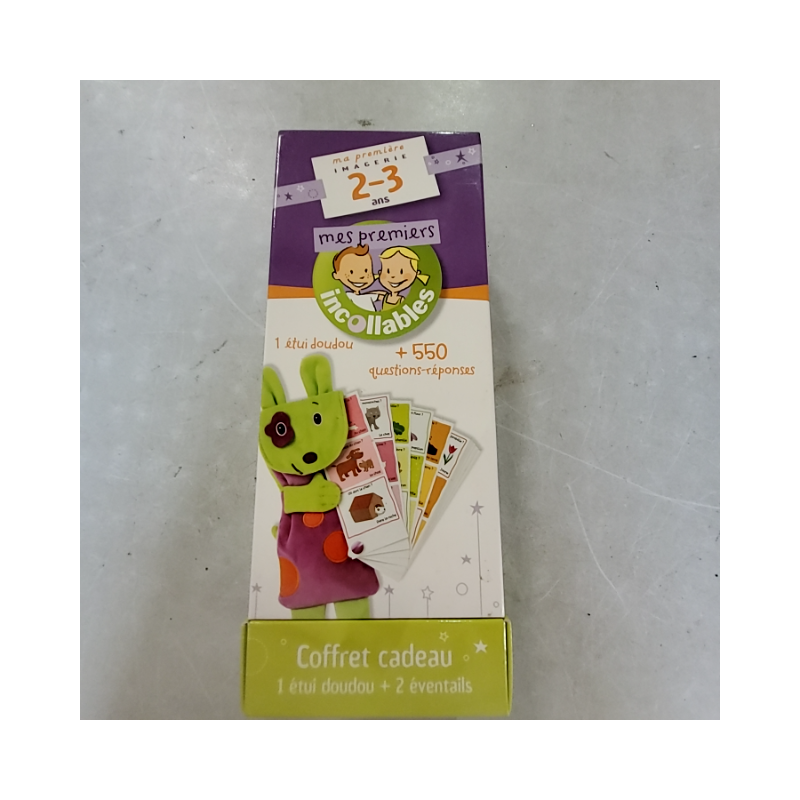 ma première
IMAGERIE
2-3
ans
mes premiers
incollables
1 étui doudou
+ 550
questions-réponses
Coffret cadeau
1 étui doudou + 2 éventails